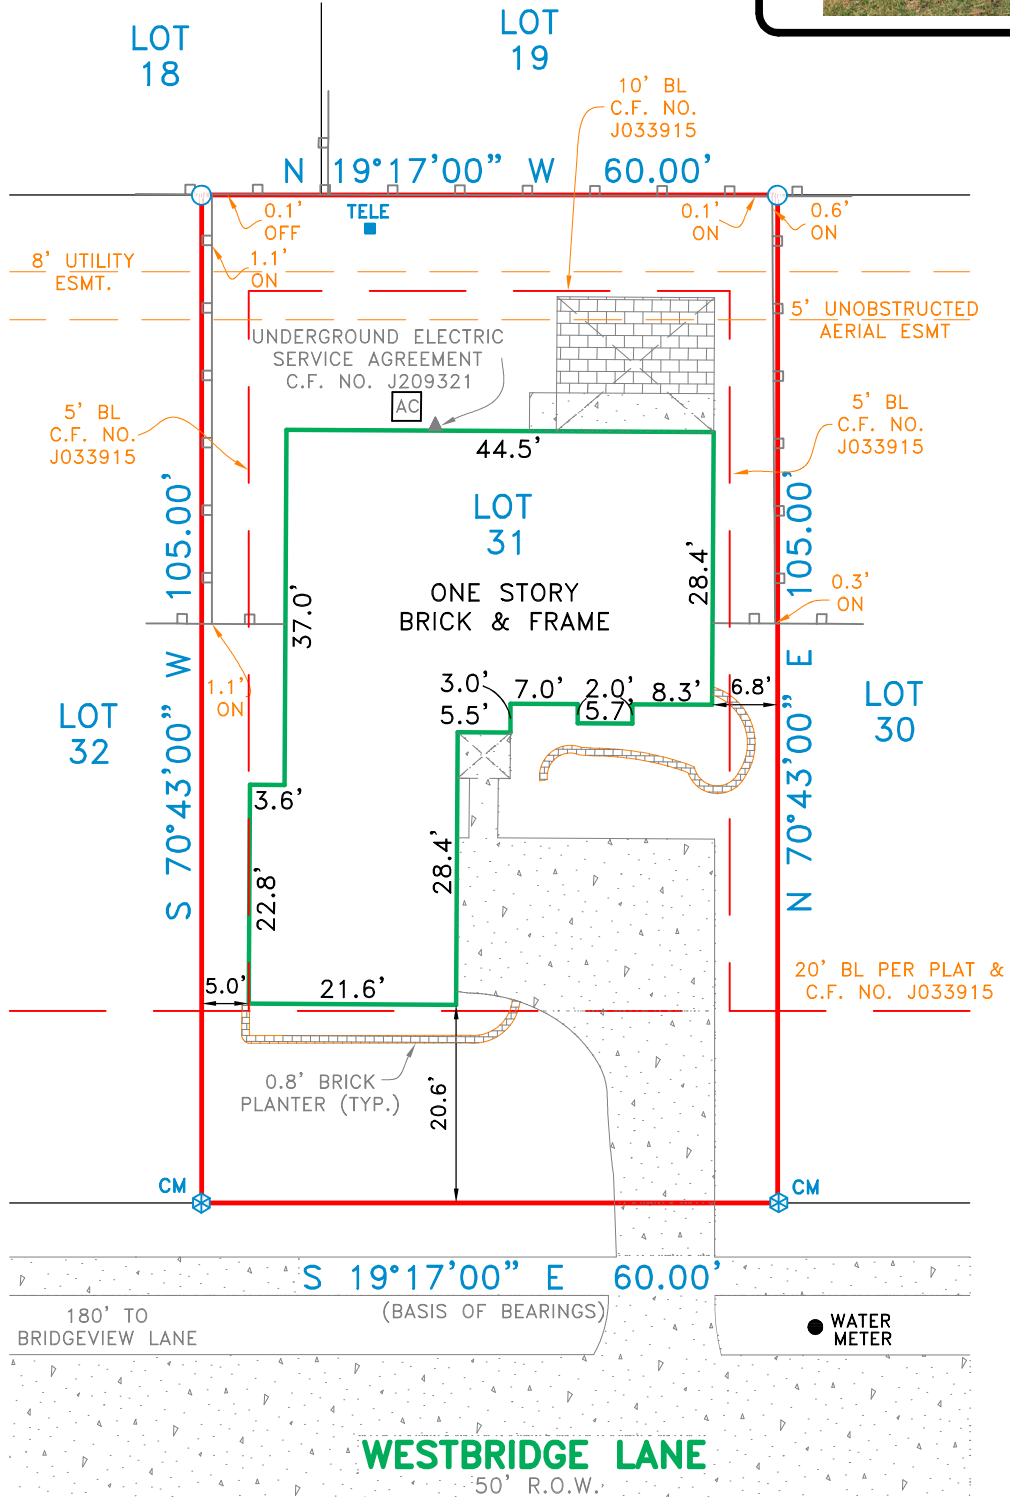 LOT
18
LOT
19
10' BL
C.F. NO.
J033915
N 19°17'00" W 60.00'
0.1'
OFF
TELE
0.1'
ON
0.6'
ON
8' UTILITY
ESMT.
1.1'
ON
5' UNOBSTRUCTED
AERIAL ESMT
UNDERGROUND ELECTRIC
SERVICE AGREEMENT
C.F. NO. J209321
AC
5' BL
C.F. NO.
J033915
5' BL
C.F. NO.
J033915
44.5'
LOT
31
ONE STORY
BRICK & FRAME
S 70°43'00" W 105.00'
37.0'
28.4'
N 70°43'00" E 105.00'
0.3'
ON
1.1'
ON
LOT
32
3.0'
7.0'
2.0'
8.3'
6.8'
5.5'
5.7'
LOT
30
3.6'
22.8'
28.4'
5.0'
21.6'
20' BL PER PLAT &
C.F. NO. J033915
0.8' BRICK
PLANTER (TYP.)
20.6'
CM
CM
S 19°17'00" E 60.00'
(BASIS OF BEARINGS)
180' TO
BRIDGEVIEW LANE
WATER
METER
WESTBRIDGE LANE
50' R.O.W.